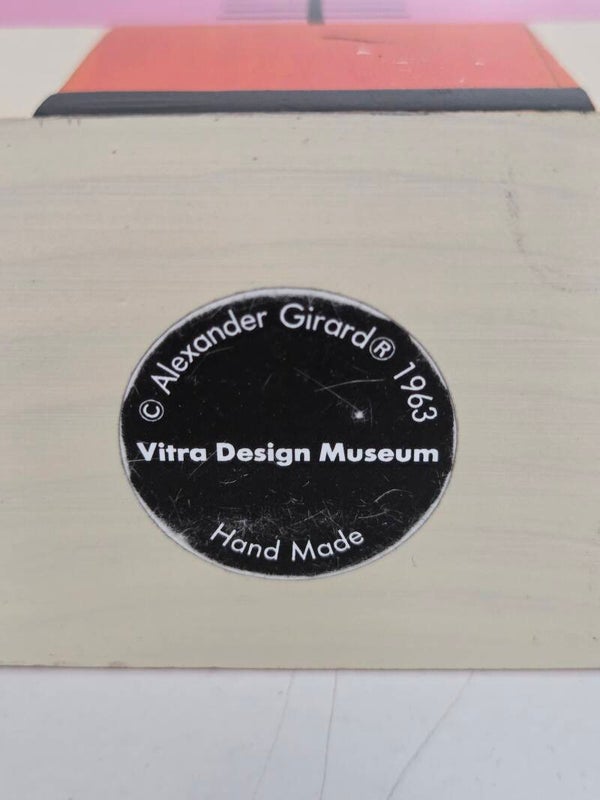 © Alexander Girard® 1963
Vitra Design Museum
Hand Made